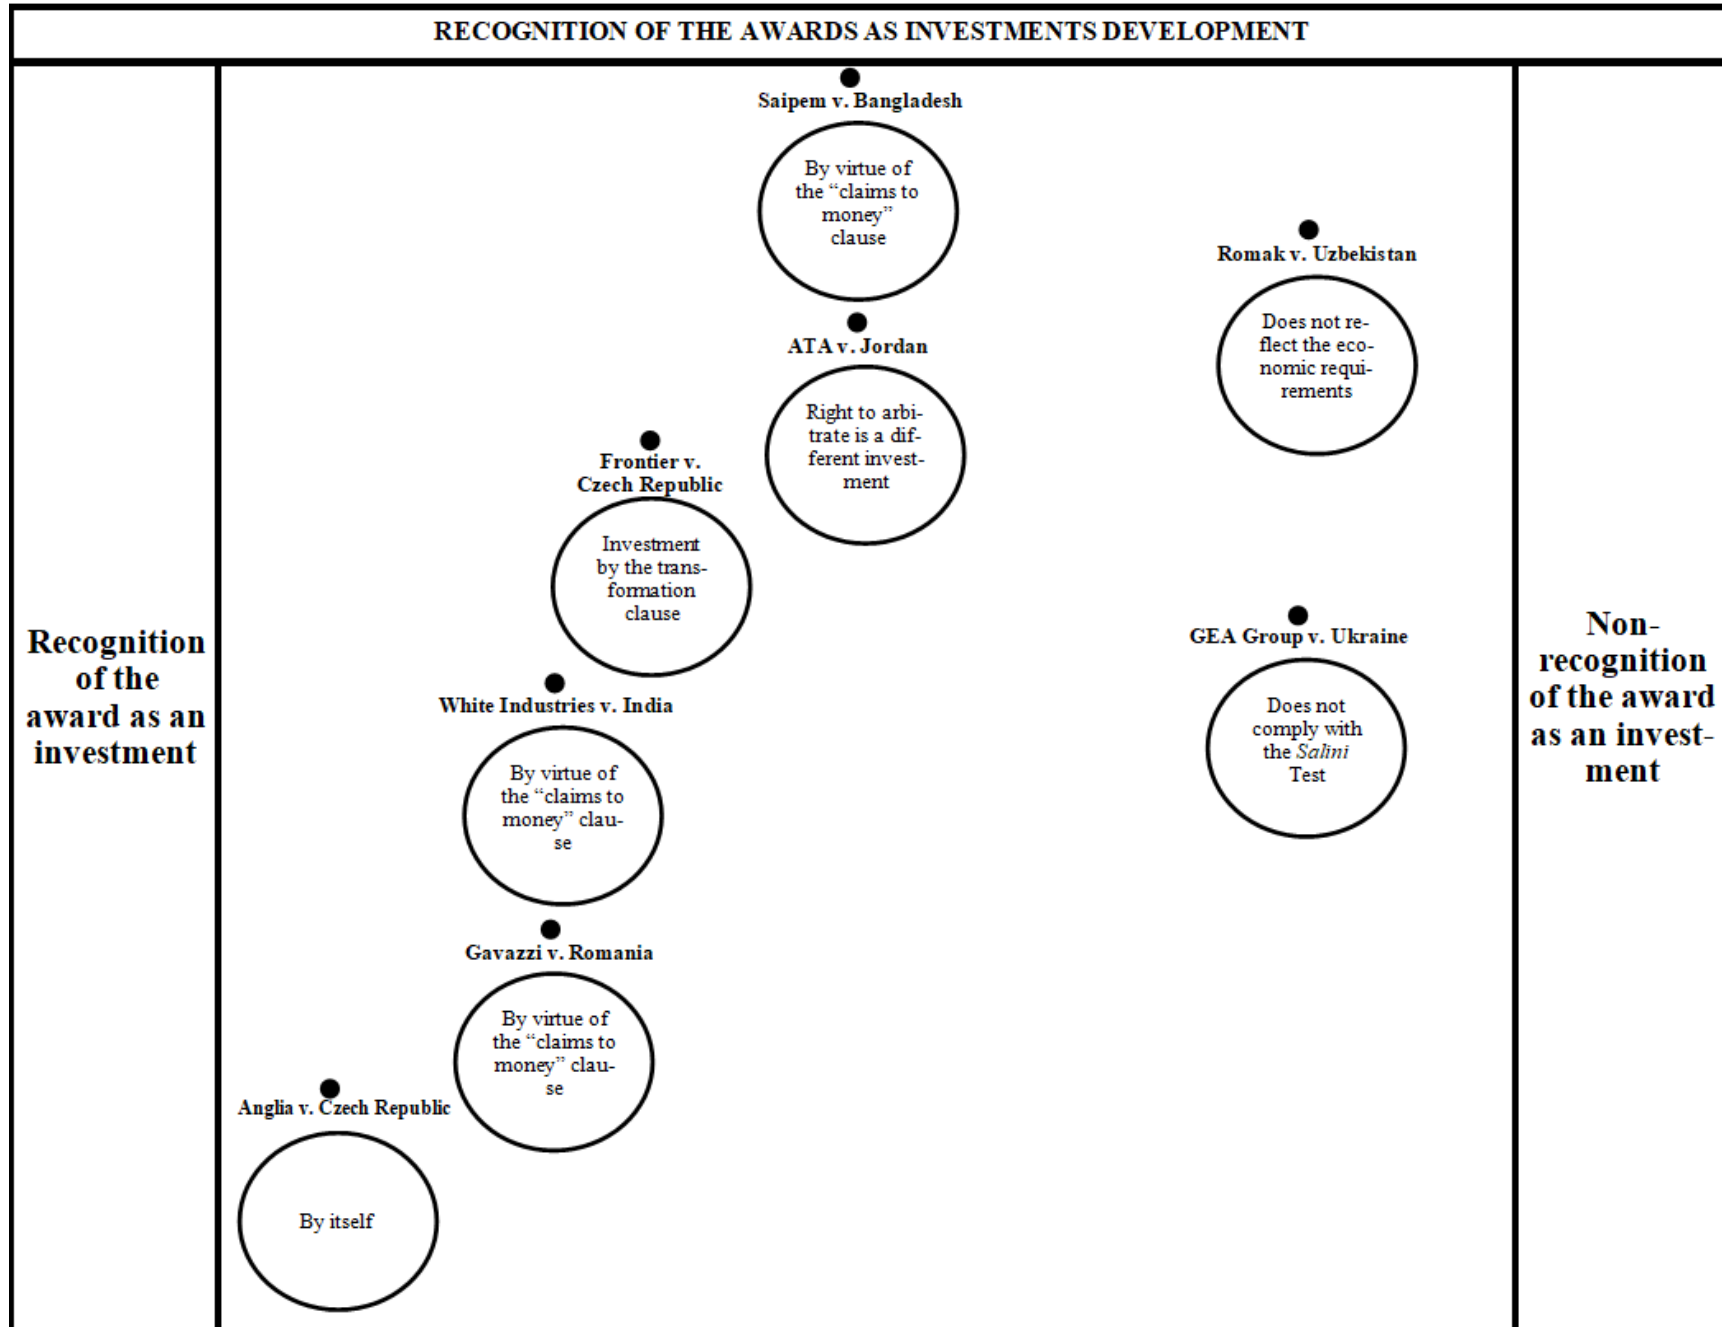 RECOGNITION OF THE AWARDS AS INVESTMENTS DEVELOPMENT
Recognition
of the
award as an
investment
Saipem v. Bangladesh
By virtue of
the “claims to
money”
clause
Romak v. Uzbekistan
Does not re-
flect the eco-
nomic requi-
rements
ATA v. Jordan
Right to arbi-
trate is a dif-
ferent invest-
ment
Frontier v.
Czech Republic
Investment
by the trans-
formation
clause
GEA Group v. Ukraine
Does not
comply with
the Salini
Test
White Industries v. India
By virtue of
the “claims to
money” clau-
se
Gavazzi v. Romania
By virtue of
the “claims to
money” clau-
se
Anglia v. Czech Republic
By itself
Non-
recognition
of the award
as an invest-
ment